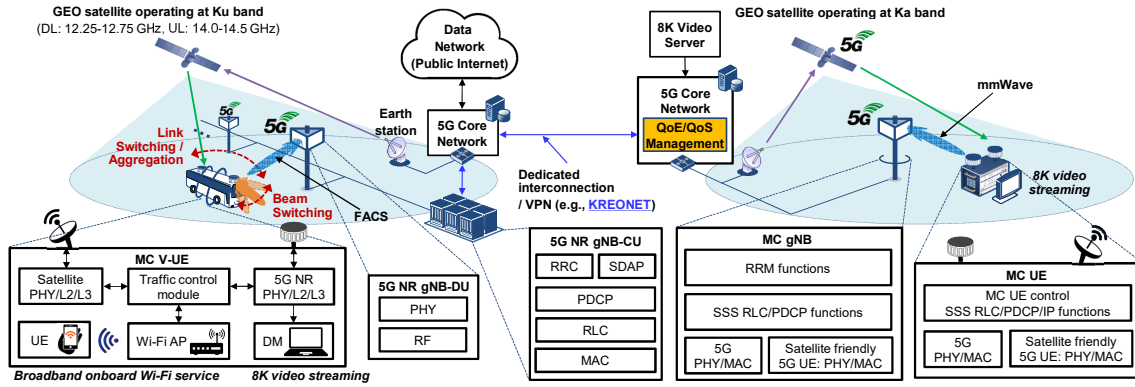 GEO satellite operating at Ku band
(DL: 12.25-12.75 GHz, UL: 14.0-14.5 GHz)
Data
Network
(Public Internet)
8K Video
Server
GEO satellite operating at Ka band
5G
5G
5G
Earth
station
5G Core
Network
5G Core
Network
QoE/QoS
Management
5G
mmWave
Link
Switching /
Aggregation
Beam
Switching
FACS
Dedicated
interconnection
/ VPN (e.g., KREONET)
8K video
streaming
MC V-UE
Satellite
PHY/L2/L3
Traffic control
module
5G NR
PHY/L2/L3
UE
Wi-Fi AP
DM
Broadband onboard Wi-Fi service
8K video streaming
5G NR gNB-DU
PHY
RF
5G NR gNB-CU
RRC
SDAP
PDCP
RLC
MAC
MC gNB
RRM functions
SSS RLC/PDCP functions
5G
PHY/MAC
Satellite friendly
5G UE: PHY/MAC
MC UE
MC UE control
SSS RLC/PDCP/IP functions
5G
PHY/MAC
Satellite friendly
5G UE: PHY/MAC